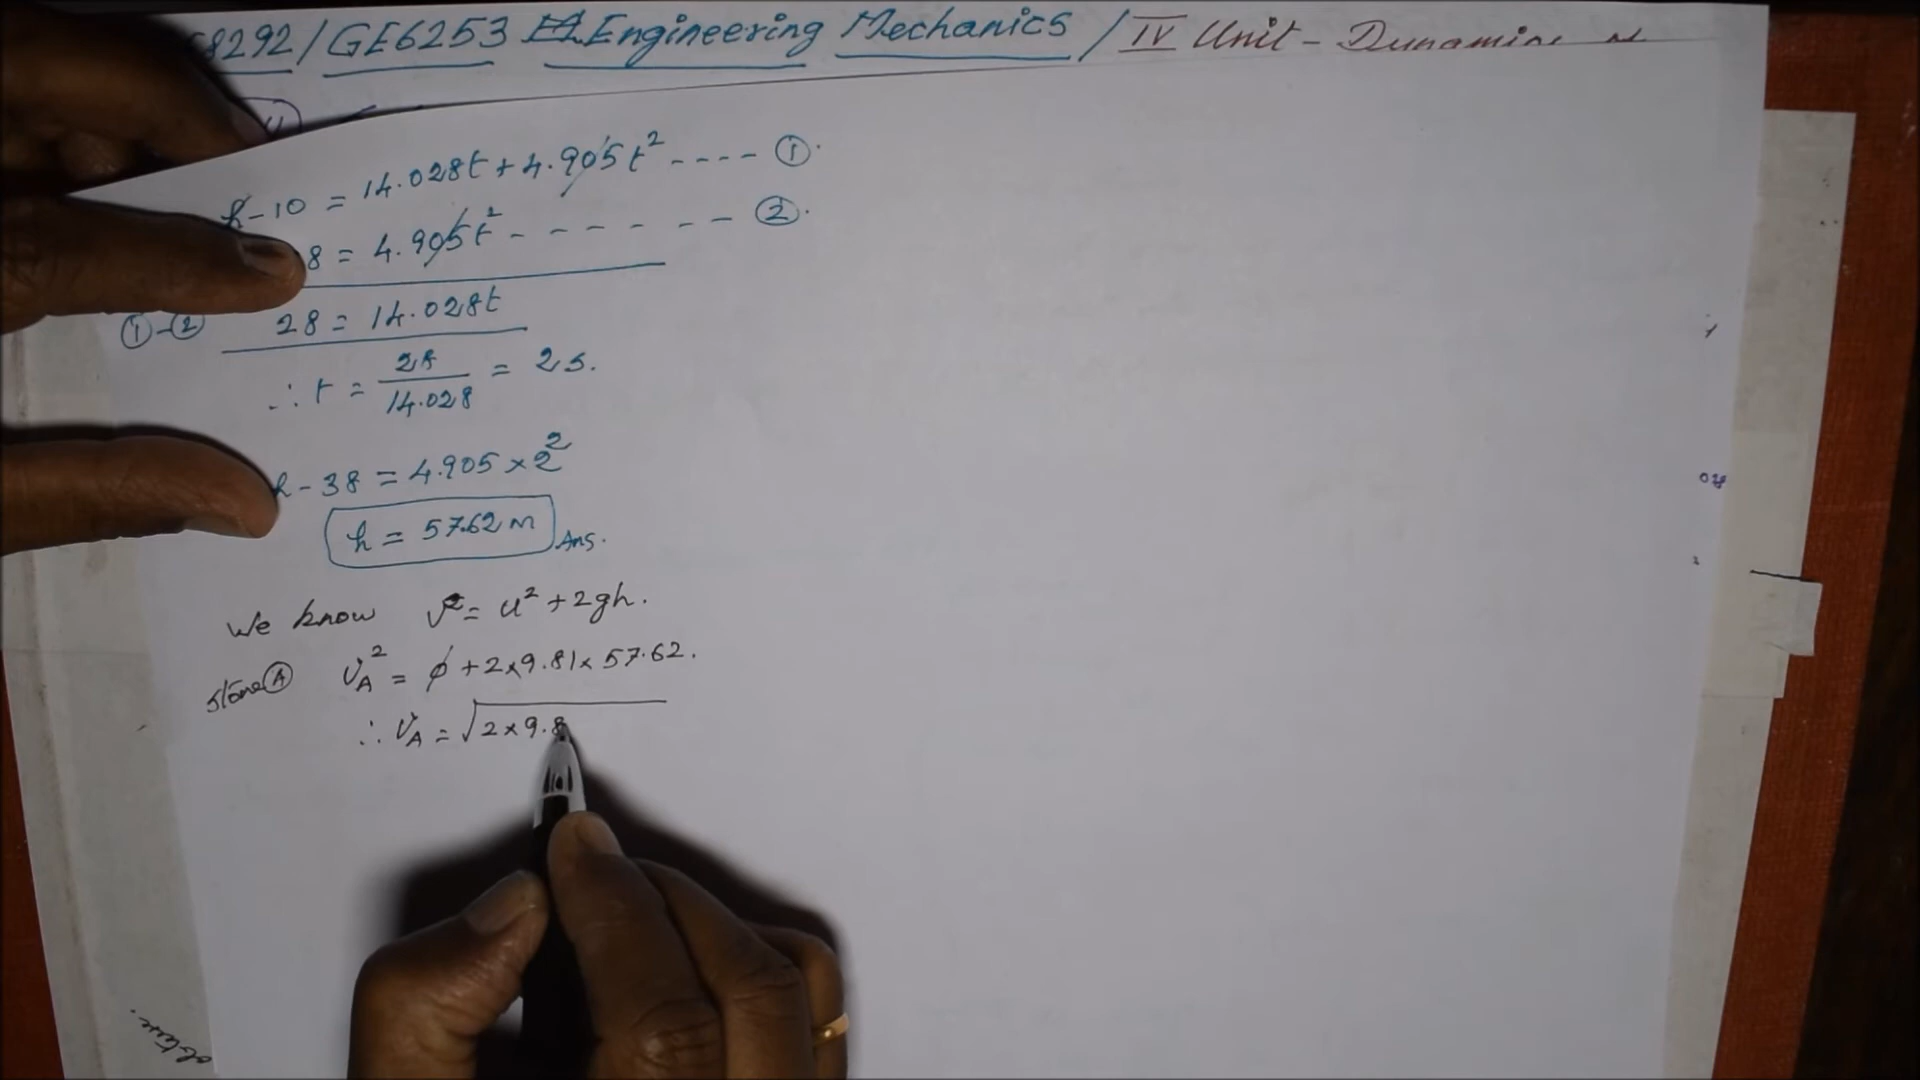 8292/GE6253 Engineering Mechanics / IV Unit -
h-10 = 14.028t + 4.905t² ---- ①.
8 = 4.905t² - - - - - - - ②.
①-② 28 = 14.028t
∴ t = 28/14.028 = 2s.
h - 38 = 4.905 × 2²
h = 57.62 m Ans.
We know v² = u² + 2gh.
stone Ⓐ V_A² = 0 + 2×9.81× 57.62.
∴ V_A = √2×9.8